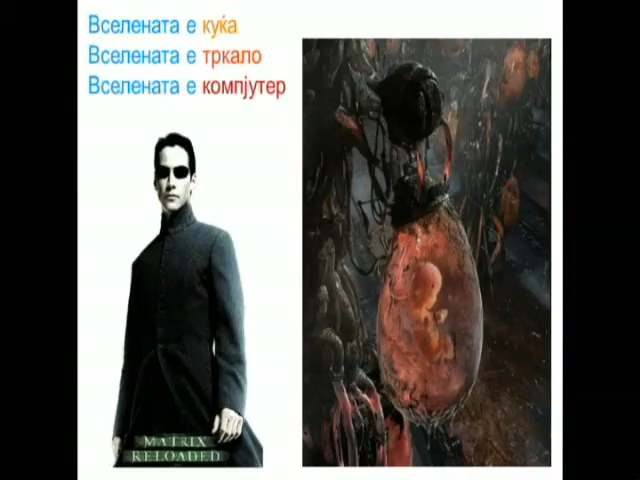 Вселената е куќа
Вселената е тркало
Вселената е компјутер
MATRIX
RELOADED